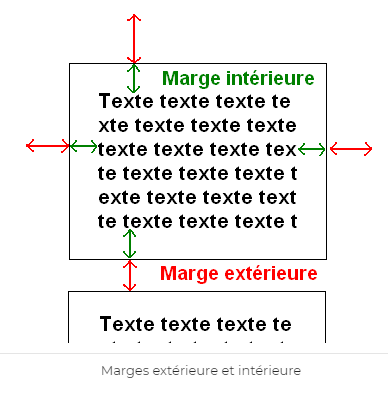 Marge intérieure
Texte texte texte te
xte texte texte texte
texte texte texte tex
te texte texte texte t
exte texte texte text
te texte texte texte t
Marge extérieure
Texte texte texte te
Marges extérieure et intérieure